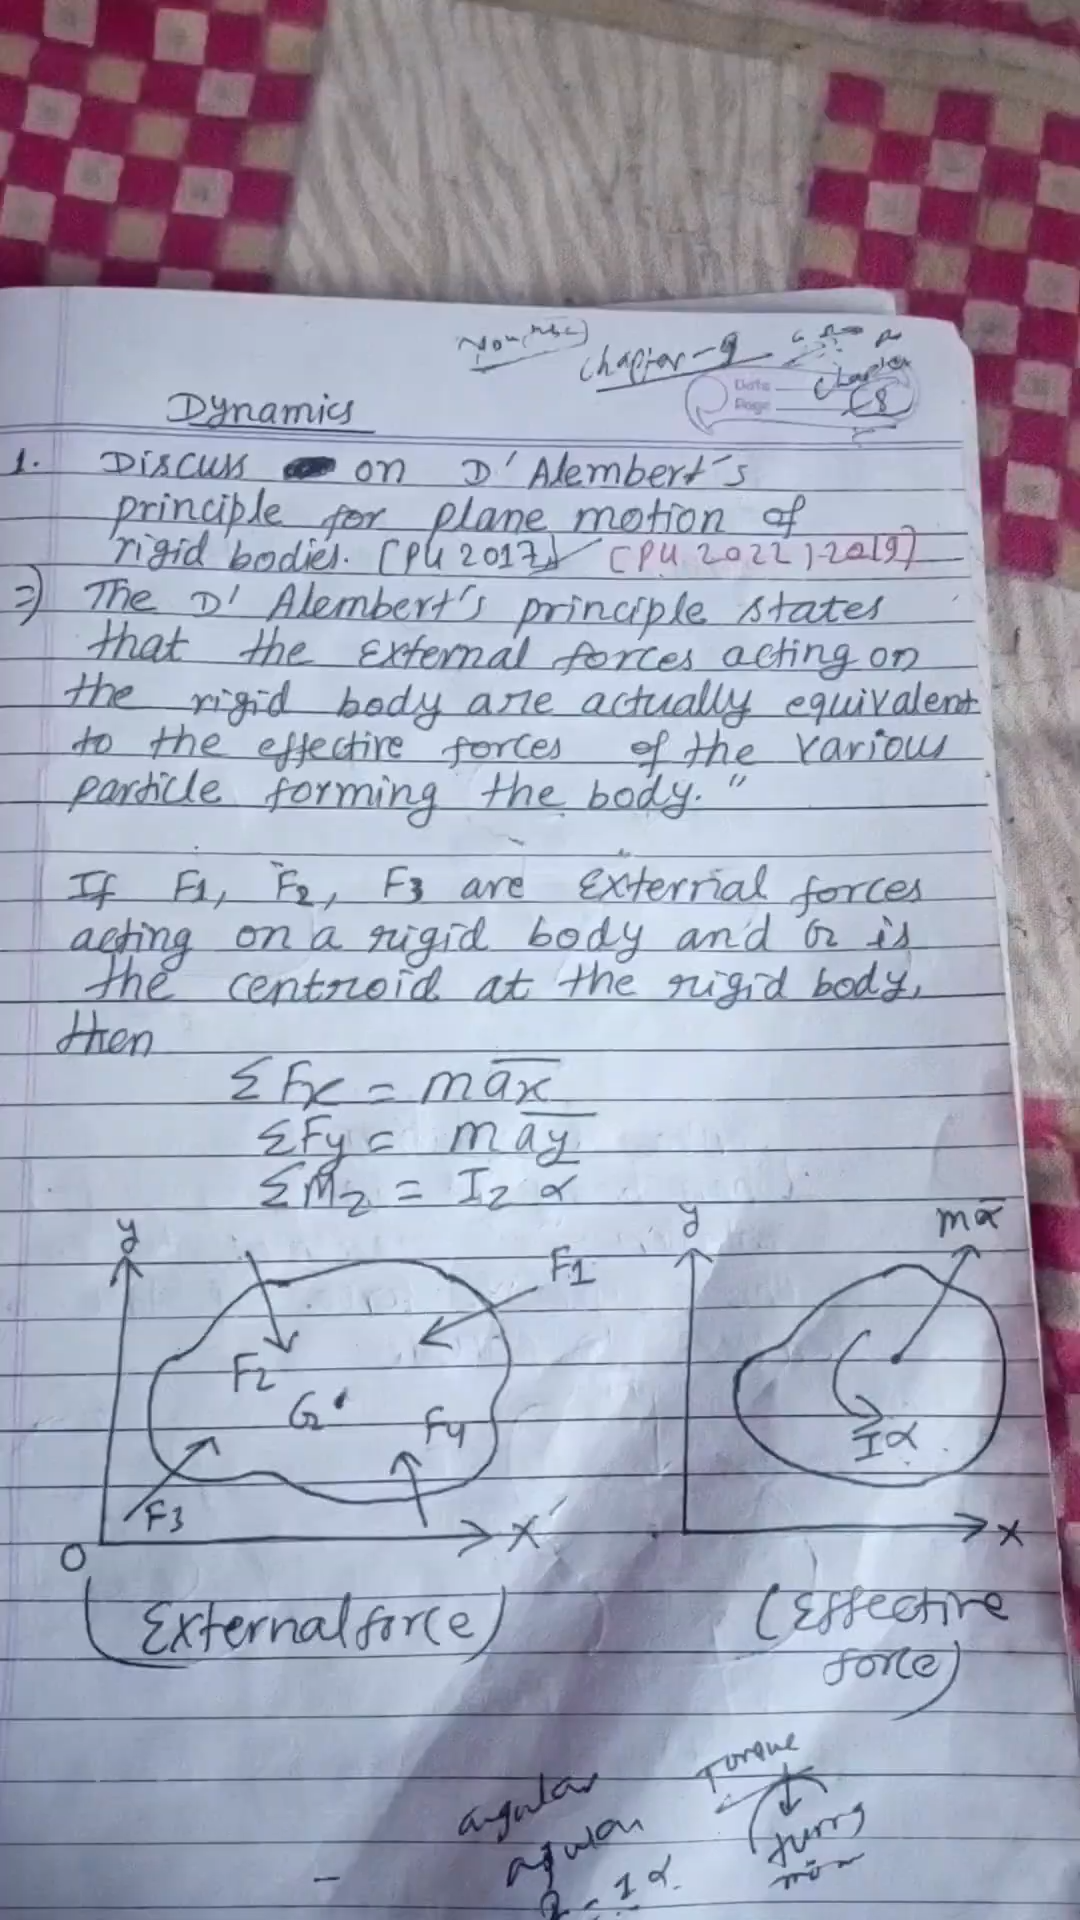 chapter-9
chapter
8
Date
Page
Dynamics
1. Discuss on D'Alembert's
principle for plane motion of
rigid bodies. [PU 2017] [PU 2022, 2019]
=) The D'Alembert's principle states
that the external forces acting on
the rigid body are actually equivalent
to the effective forces of the various
particle forming the body."
If F1, F2, F3 are external forces
acting on a rigid body and G is
the centroid at the rigid body,
then
ΣFx = m a̅x̅
ΣFy = m a̅y̅
ΣMz = Iz α
y
F1
F2
G
F4
F3
O
x
(External force)
y
ma̅
I̅α
x
(Effective
force)
Torque
angular
turng
= Iα